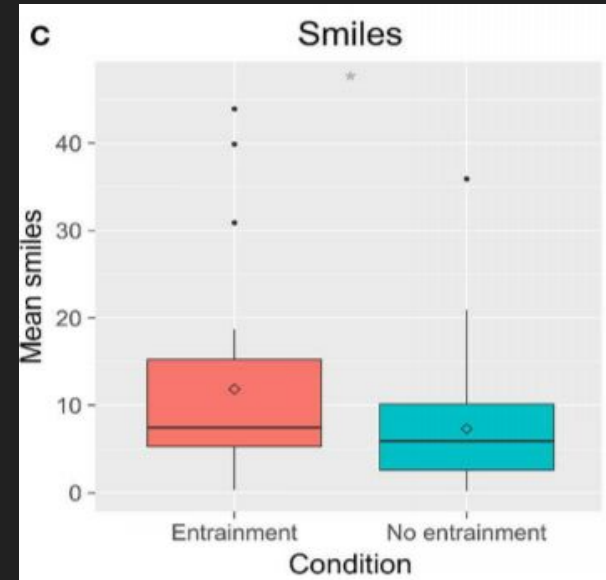 C
Smiles
*
Mean smiles
40
30
20
10
0
Entrainment
No entrainment
Condition